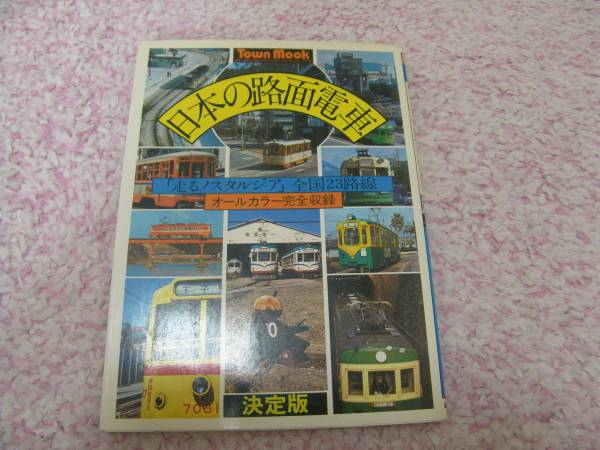 Town Mook
日本の路面電車
「走るノスタルジア」全国23路線
オールカラー完全収録
7081
決定版